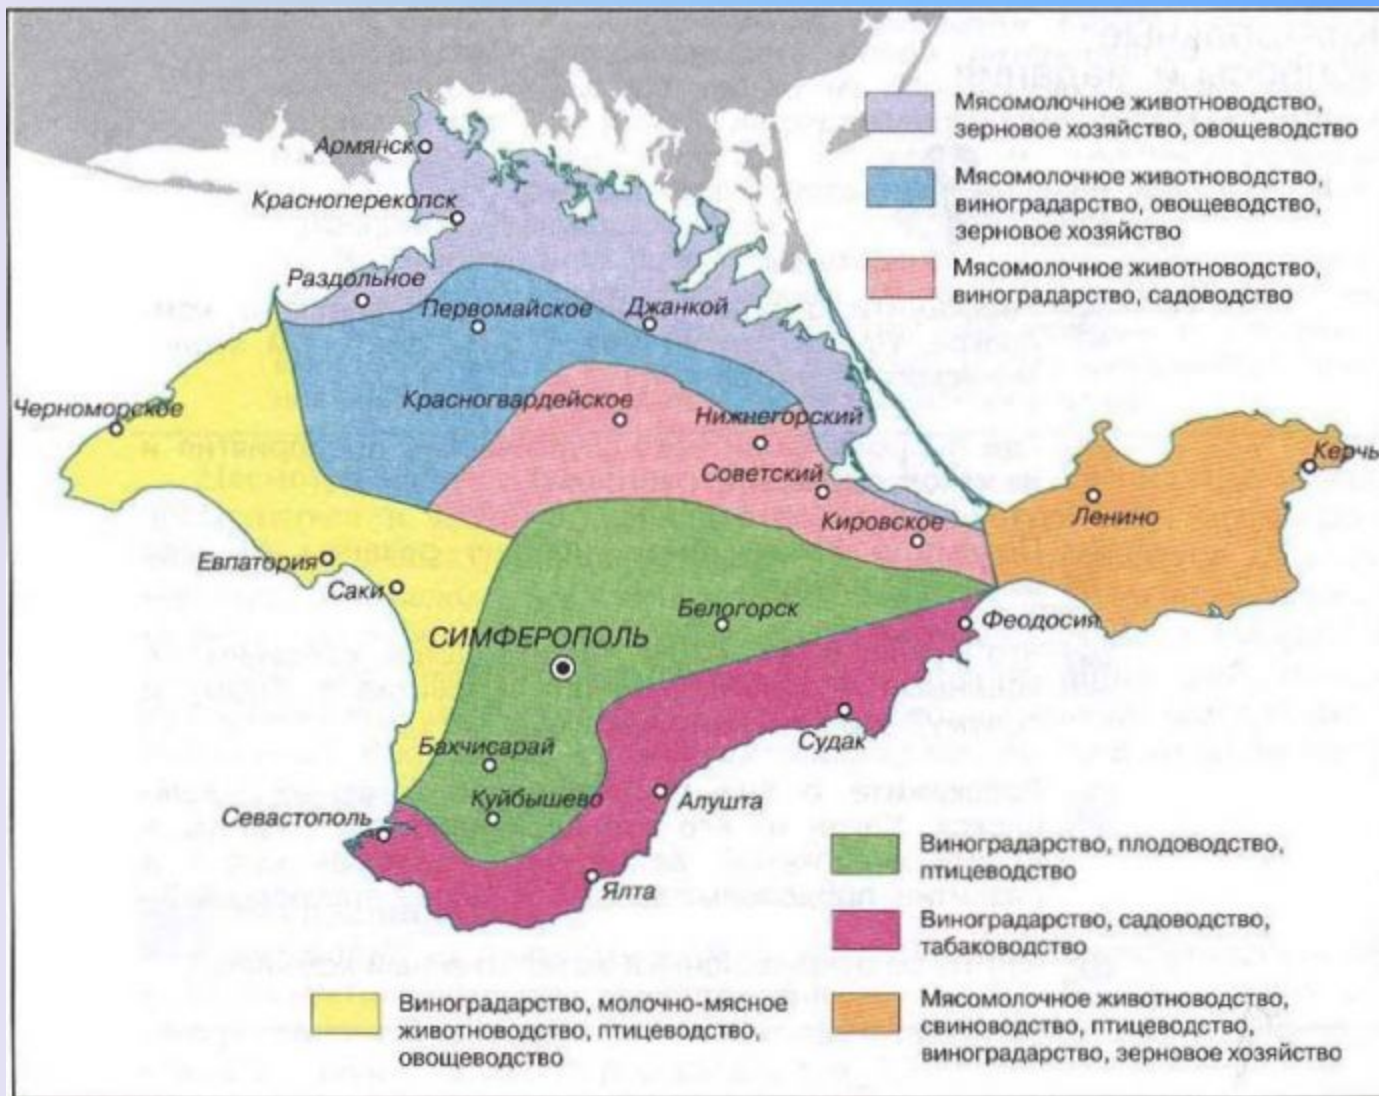 Мясомолочное животноводство,
зерновое хозяйство, овощеводство
Мясомолочное животноводство,
виноградарство, овощеводство,
зерновое хозяйство
Мясомолочное животноводство,
виноградарство, садоводство
Армянск
Красноперекопск
Раздольное
Первомайское
Джанкой
Черноморское
Красногвардейское
Нижнегорский
Советский
Кировское
Керчь
Ленино
Евпатория
Саки
Белогорск
Феодосия
СИМФЕРОПОЛЬ
Судак
Бахчисарай
Куйбышево
Алушта
Севастополь
Ялта
Виноградарство, плодоводство,
птицеводство
Виноградарство, садоводство,
табаководство
Виноградарство, молочно-мясное
животноводство, птицеводство,
овощеводство
Мясомолочное животноводство,
свиноводство, птицеводство,
виноградарство, зерновое хозяйство